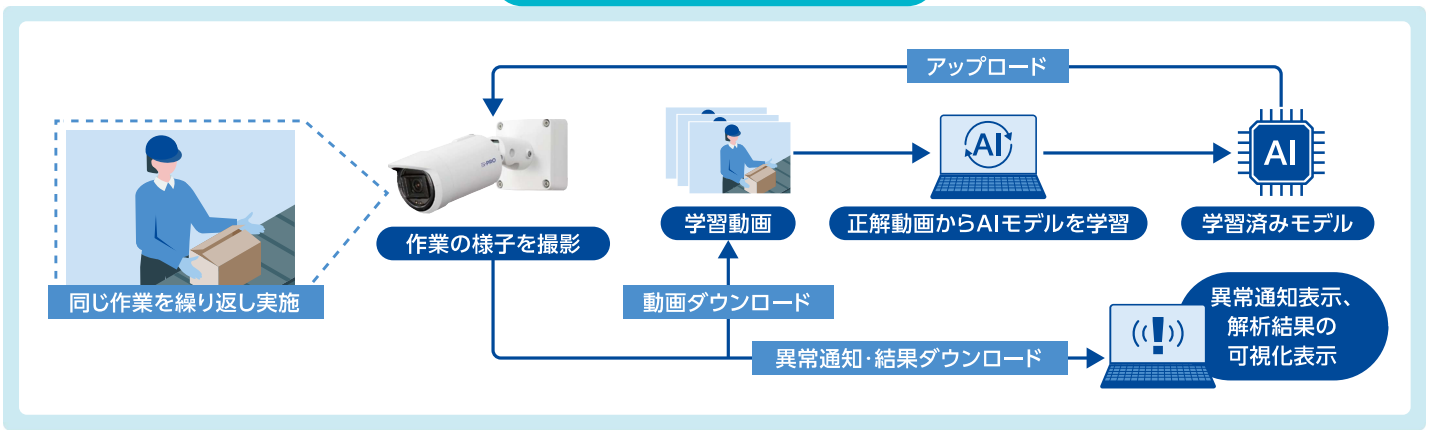 アップロード
AI
AI
i-PRO
学習動画
正解動画からAIモデルを学習
学習済みモデル
作業の様子を撮影
同じ作業を繰り返し実施
動画ダウンロード
異常通知・結果ダウンロード
異常通知表示、
解析結果の
可視化表示